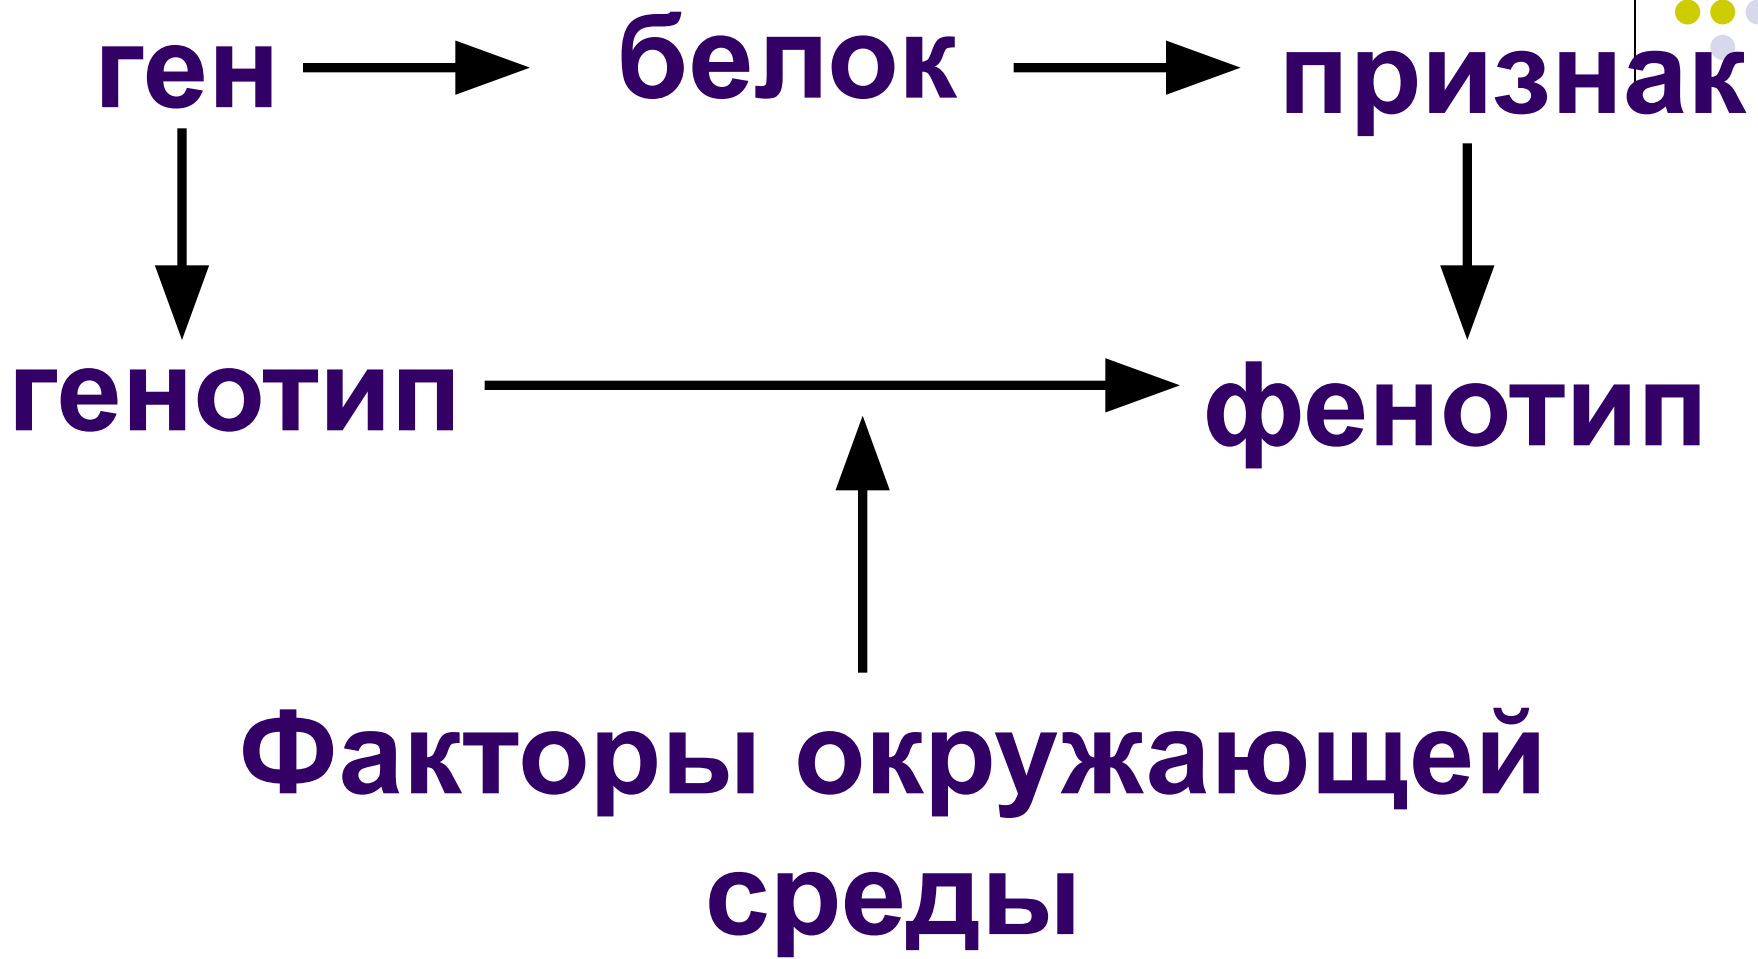 ген белок признак
генотип фенотип
Факторы окружающей
среды